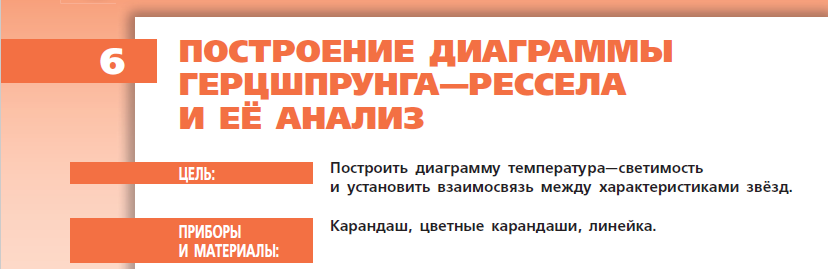 6
ПОСТРОЕНИЕ ДИАГРАММЫ
ГЕРЦШПРУНГА—РЕССЕЛА
И ЕЁ АНАЛИЗ
ЦЕЛЬ:
Построить диаграмму температура—светимость
и установить взаимосвязь между характеристиками звёзд.
ПРИБОРЫ
И МАТЕРИАЛЫ:
Карандаш, цветные карандаши, линейка.